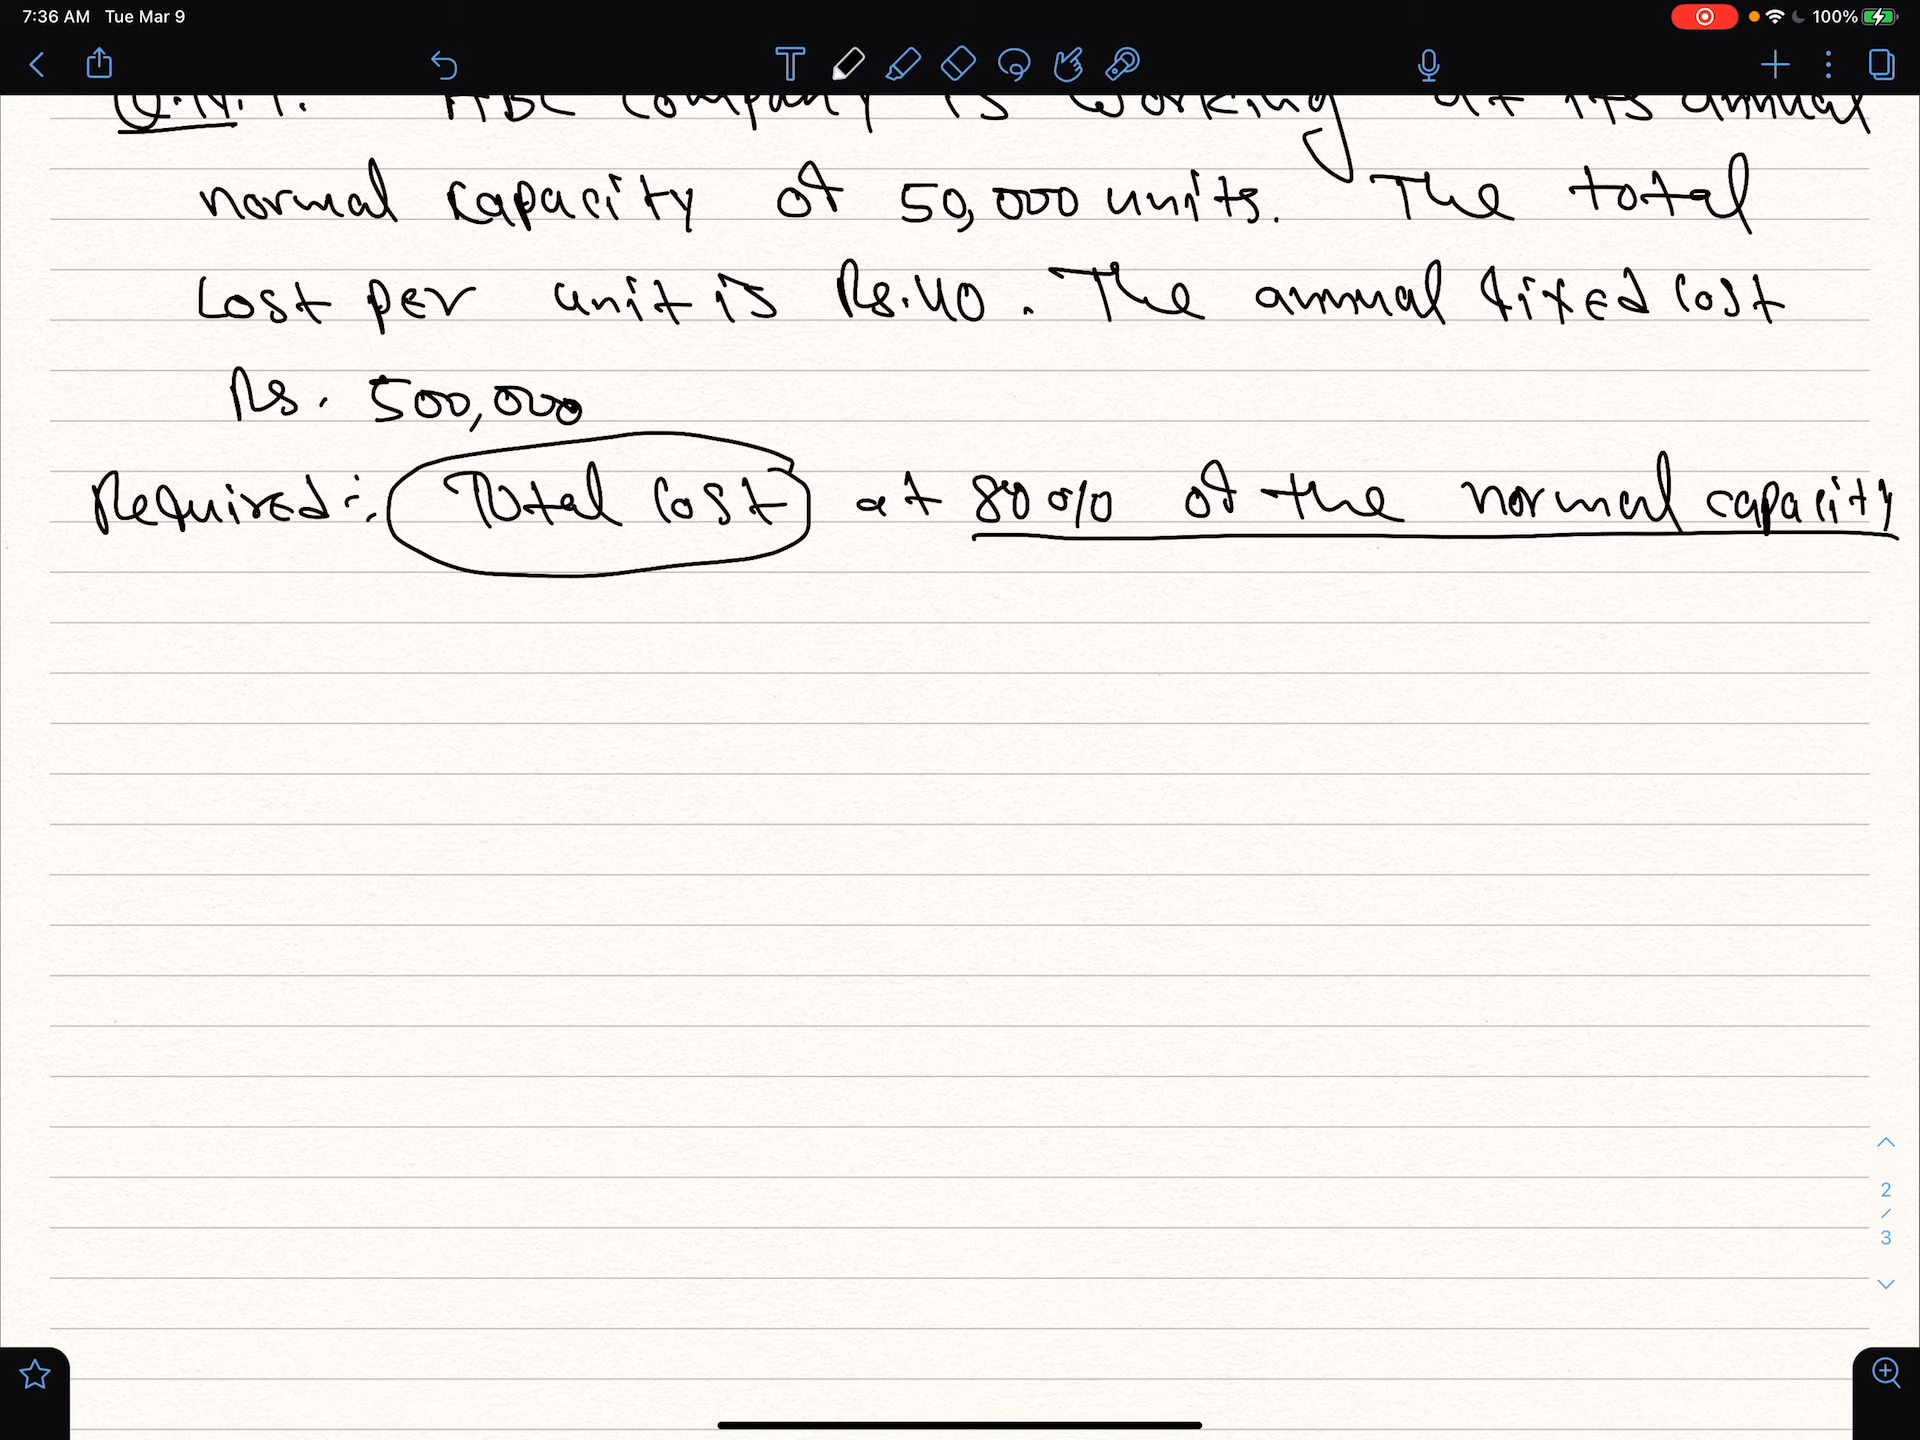 7:36 AM Tue Mar 9
100%
Q.N.1. ABC Company is working at its annual
normal capacity of 50,000 units. The total
Cost per unit is Rs.40. The annual fixed cost
Rs. 500,000
Required:- Total Cost at 80% of the normal capacity
2
/
3